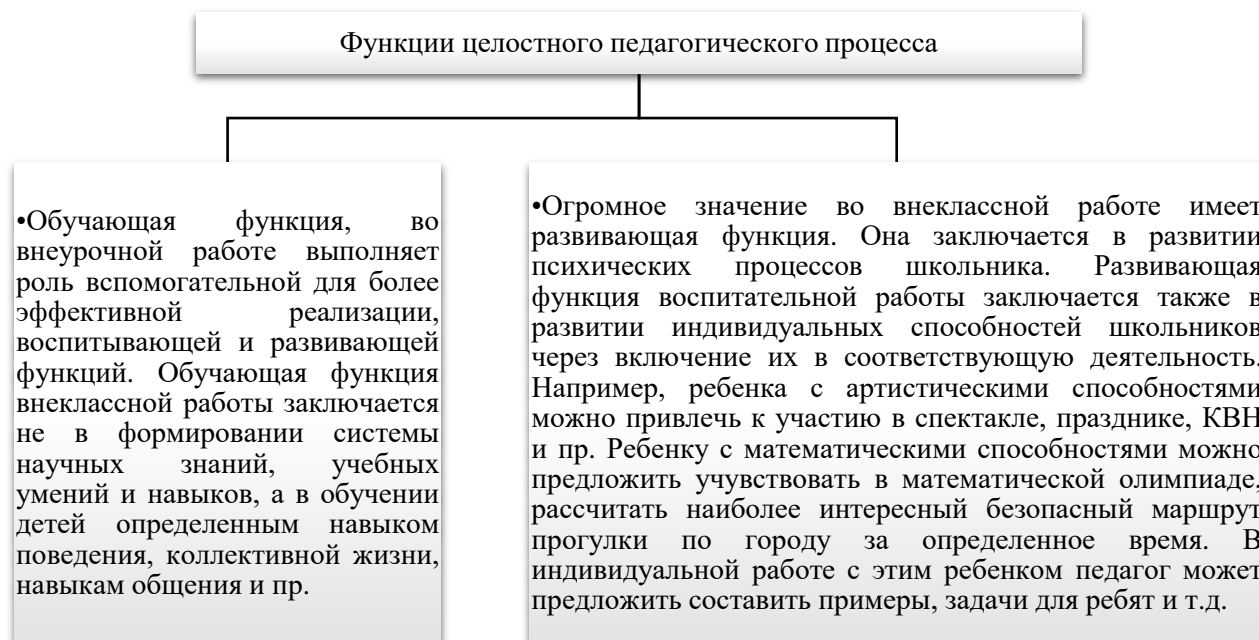 Функции целостного педагогического процесса
•Обучающая функция, во
внеурочной работе выполняет
роль вспомогательной для более
эффективной реализации,
воспитывающей и развивающей
функций. Обучающая функция
внеклассной работы заключается
не в формировании системы
научных знаний, учебных
умений и навыков, а в обучении
детей определенным навыком
поведения, коллективной жизни,
навыкам общения и пр.
•Огромное значение во внеклассной работе имеет
развивающая функция. Она заключается в развитии
психических процессов школьника. Развивающая
функция воспитательной работы заключается также в
развитии индивидуальных способностей школьников
через включение их в соответствующую деятельность.
Например, ребенка с артистическими способностями
можно привлечь к участию в спектакле, празднике, КВН
и пр. Ребенку с математическими способностями можно
предложить учувствовать в математической олимпиаде,
рассчитать наиболее интересный безопасный маршрут
прогулки по городу за определенное время. В
индивидуальной работе с этим ребенком педагог может
предложить составить примеры, задачи для ребят и т.д.